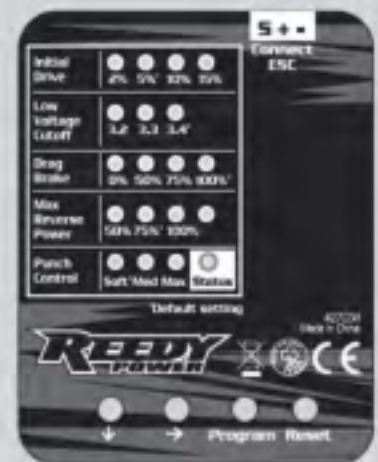 S + -
Connect
ESC
Initial
Drive
2% 5%* 10% 15%
Low
Voltage
Cutoff
3.2 3.3 3.4*
Drag
Brake
0% 50% 75% 100%*
Max
Reverse
Power
50% 75%* 100%
Punch
Control
Soft* Med Max Status
*Default setting
Made in China
REEDY
POWER
CE
↓ → Program Reset